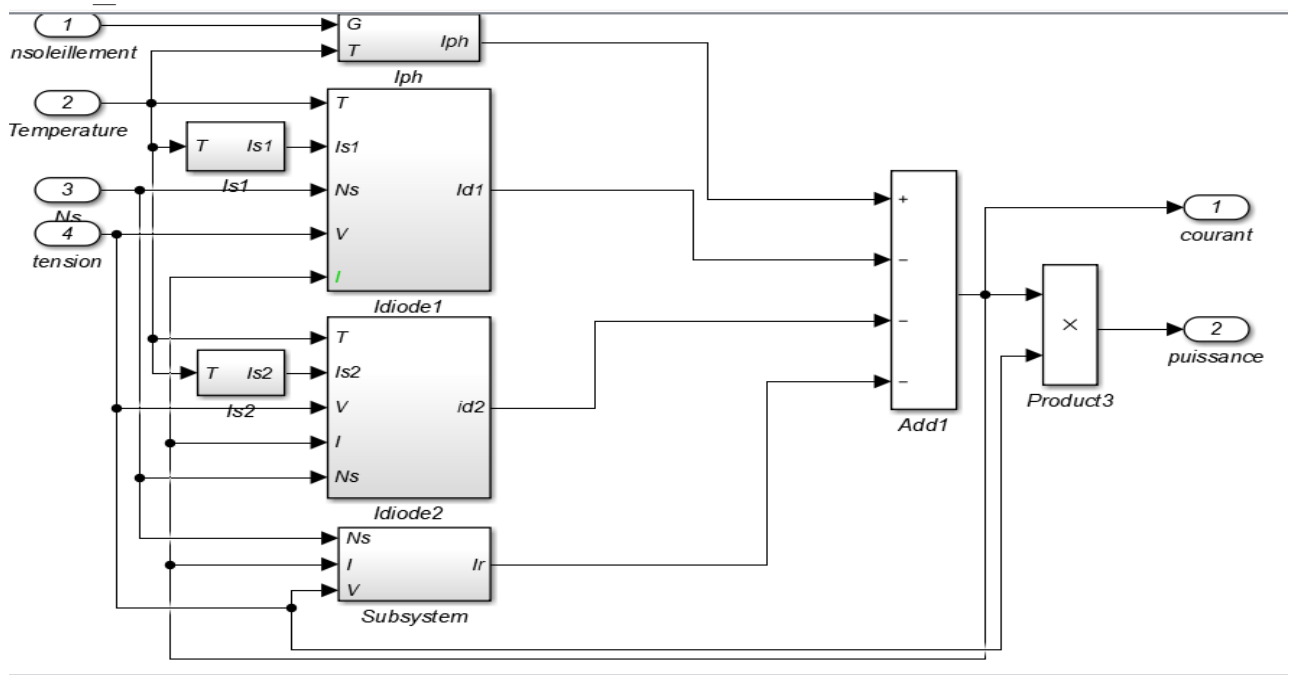 1
nsoleillement
2
Temperature
3
Ns
4
tension
G
T
Iph
Iph
T
Is1
Is1
T
Is1
Ns
V
I
Id1
Idiode1
T
Is2
Is2
T
Is2
V
I
Ns
id2
Idiode2
Ns
I
V
Ir
Subsystem
+
−
−
−
Add1
×
Product3
1
courant
2
puissance